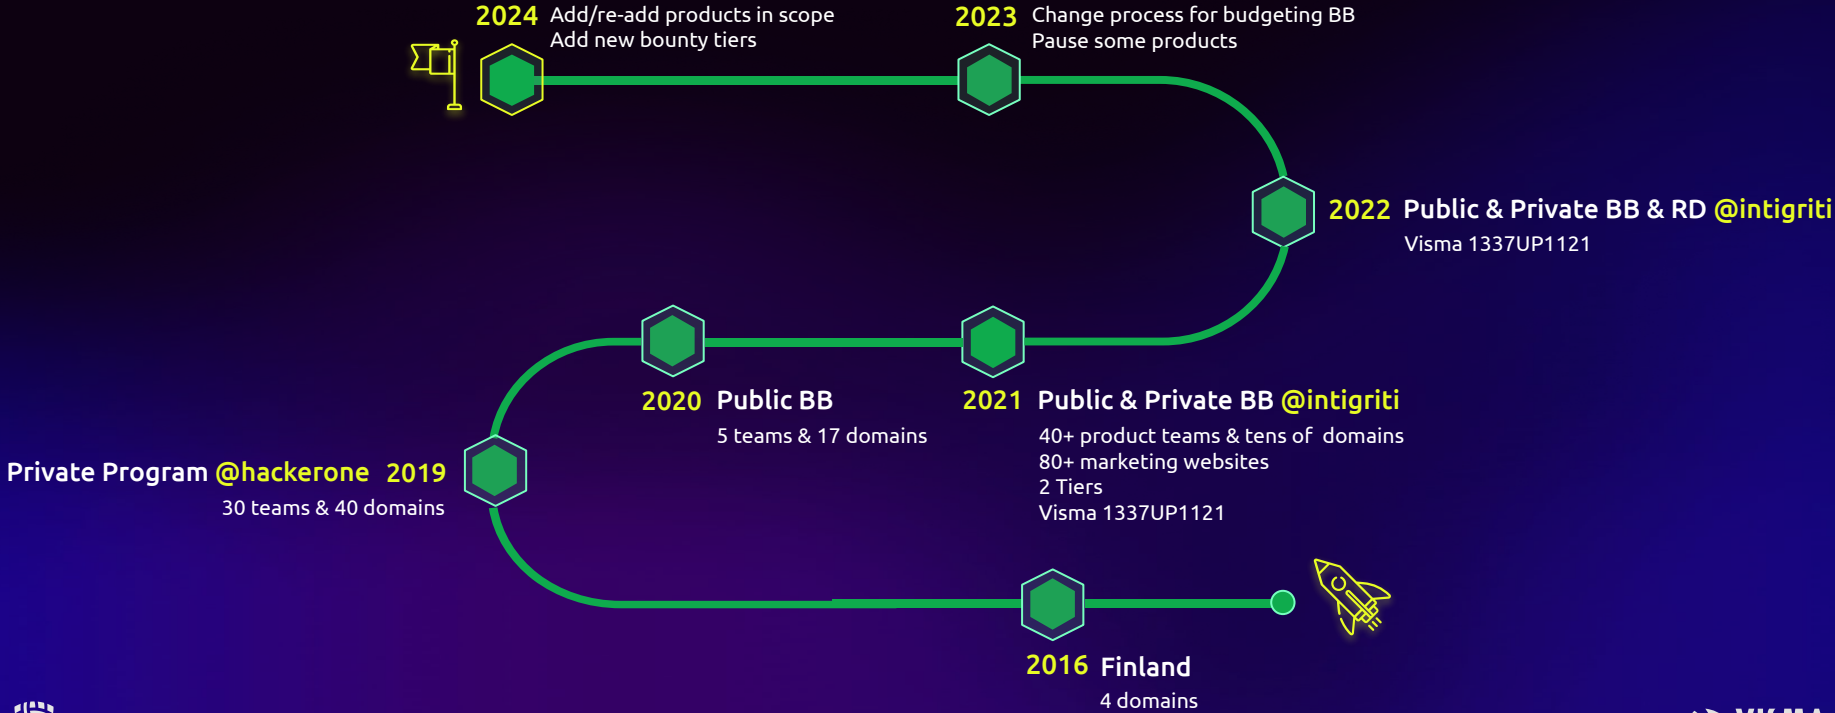 2024 Add/re-add products in scope
Add new bounty tiers
2023 Change process for budgeting BB
Pause some products
2022 Public & Private BB & RD @intigriti
Visma 1337UP1121
2020 Public BB
5 teams & 17 domains
2021 Public & Private BB @intigriti
40+ product teams & tens of domains
80+ marketing websites
2 Tiers
Visma 1337UP1121
Private Program @hackerone 2019
30 teams & 40 domains
2016 Finland
4 domains